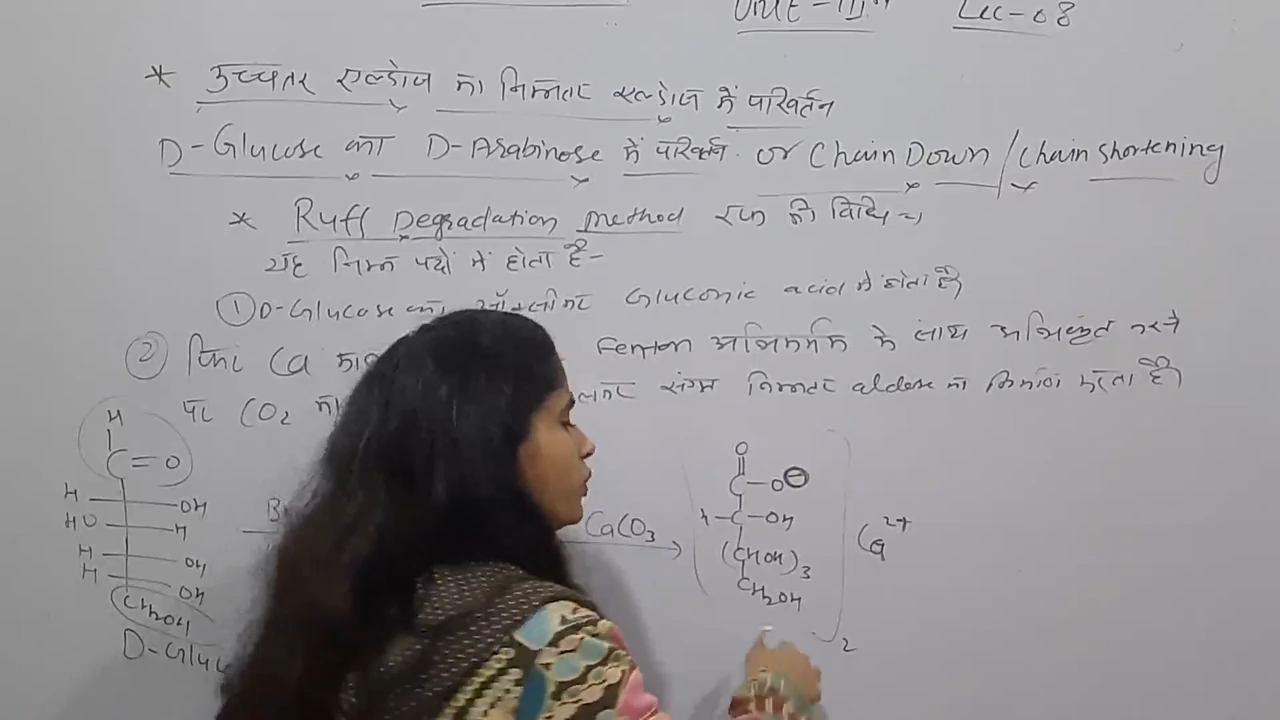 Unit - III Lec-08
* उच्चतर एल्डोज का निम्नतर एल्डोज में परिवर्तन
D-Glucose का D-Arabinose में परिवर्तन. or Chain Down / Chain shortening
* Ruff Degradation method रफ की विधि
यह निम्न पदों में होता है-
① D-Glucose का Gluconic acid में होता है
② फिर Ca Fenton अभिकर्मक के साथ अभिकृत करने
पर CO2 निम्नतर aldose का निर्माण करता है।
H
C=O
H OH
HO H
H OH
H OH
CH2OH
D-Gluc
Br
CaCO3
O
C-O⊖
-C-OH
(CHOH)3
CH2OH
2
Ca2+